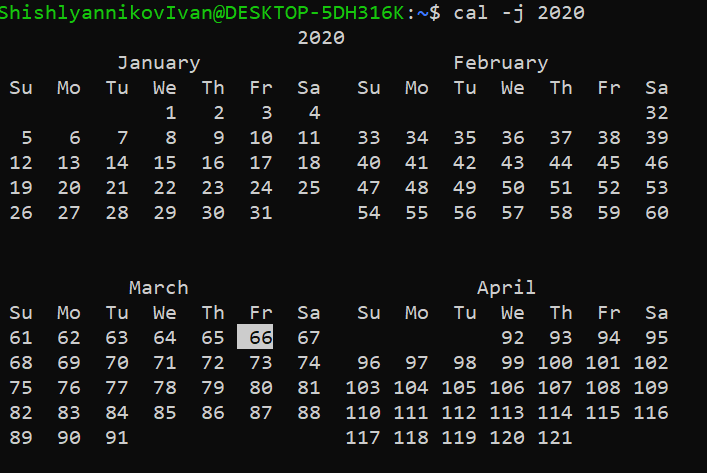 ShishlyannikovIvan@DESKTOP-5DH316K:~$ cal -j 2020
2020
January February
Su Mo Tu We Th Fr Sa Su Mo Tu We Th Fr Sa
1 2 3 4 32
5 6 7 8 9 10 11 33 34 35 36 37 38 39
12 13 14 15 16 17 18 40 41 42 43 44 45 46
19 20 21 22 23 24 25 47 48 49 50 51 52 53
26 27 28 29 30 31 54 55 56 57 58 59 60
March April
Su Mo Tu We Th Fr Sa Su Mo Tu We Th Fr Sa
61 62 63 64 65 66 67 92 93 94 95
68 69 70 71 72 73 74 96 97 98 99 100 101 102
75 76 77 78 79 80 81 103 104 105 106 107 108 109
82 83 84 85 86 87 88 110 111 112 113 114 115 116
89 90 91 117 118 119 120 121